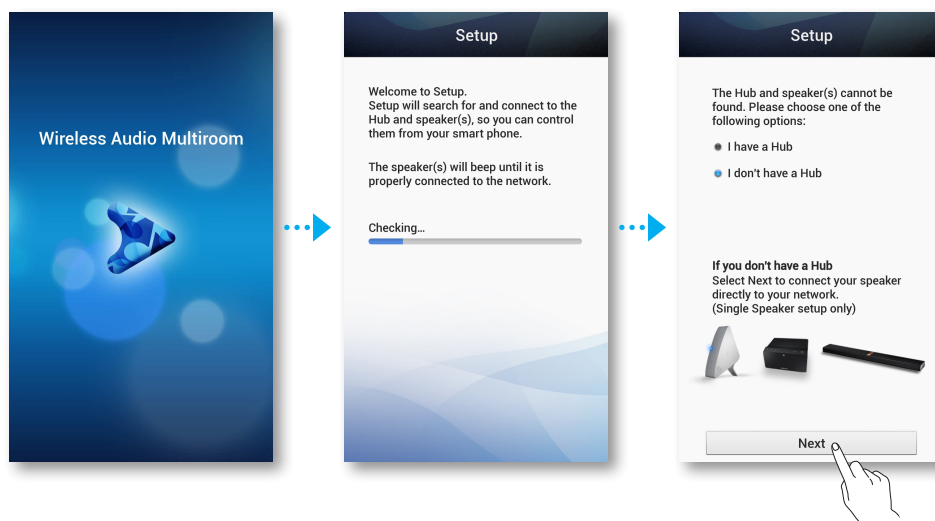 Wireless Audio Multiroom
Setup
Welcome to Setup.
Setup will search for and connect to the
Hub and speaker(s), so you can control
them from your smart phone.
The speaker(s) will beep until it is
properly connected to the network.
Checking...
Setup
The Hub and speaker(s) cannot be
found. Please choose one of the
following options:
I have a Hub
I don't have a Hub
If you don't have a Hub
Select Next to connect your speaker
directly to your network.
(Single Speaker setup only)
Next